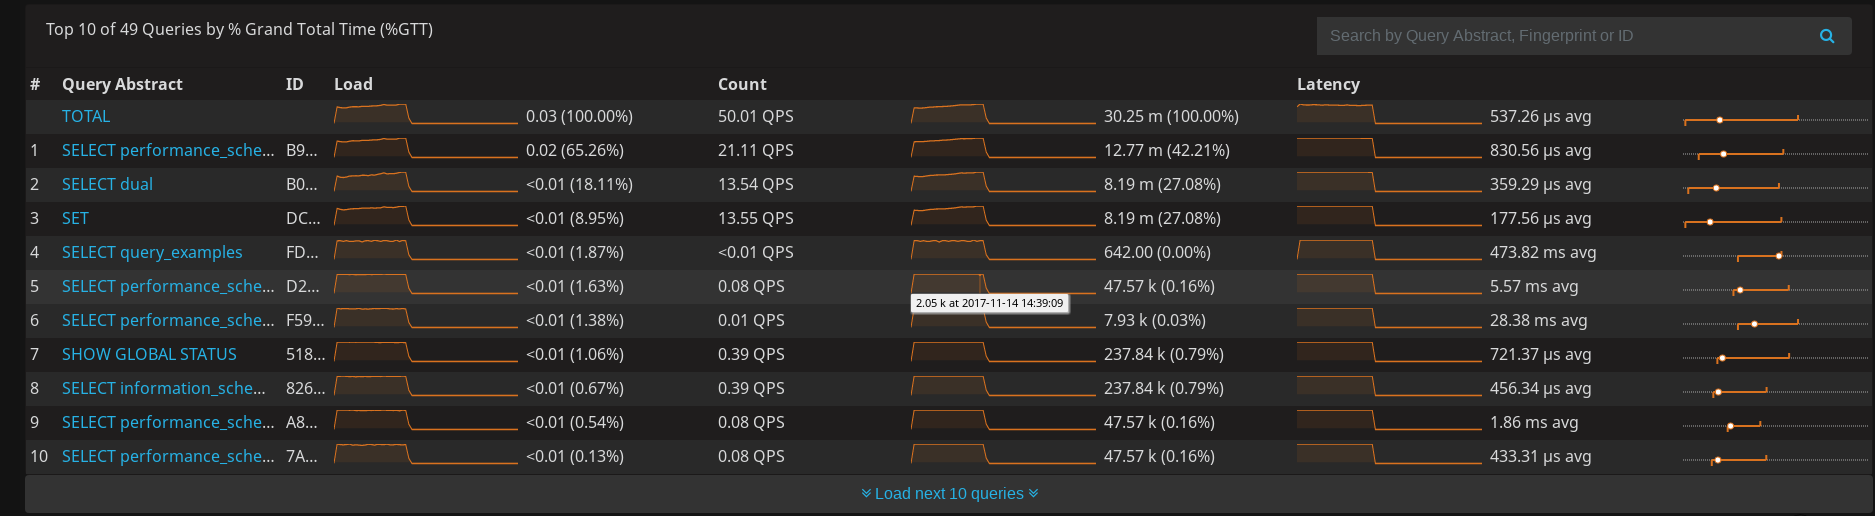 Top 10 of 49 Queries by % Grand Total Time (%GTT)
Search by Query Abstract, Fingerprint or ID
# Query Abstract ID Load Count Latency
TOTAL 0.03 (100.00%) 50.01 QPS 30.25 m (100.00%) 537.26 µs avg
1 SELECT performance_sche... B9... 0.02 (65.26%) 21.11 QPS 12.77 m (42.21%) 830.56 µs avg
2 SELECT dual B0... <0.01 (18.11%) 13.54 QPS 8.19 m (27.08%) 359.29 µs avg
3 SET DC... <0.01 (8.95%) 13.55 QPS 8.19 m (27.08%) 177.56 µs avg
4 SELECT query_examples FD... <0.01 (1.87%) <0.01 QPS 642.00 (0.00%) 473.82 ms avg
5 SELECT performance_sche... D2... <0.01 (1.63%) 0.08 QPS 47.57 k (0.16%) 5.57 ms avg
2.05 k at 2017-11-14 14:39:09
6 SELECT performance_sche... F59... <0.01 (1.38%) 0.01 QPS 7.93 k (0.03%) 28.38 ms avg
7 SHOW GLOBAL STATUS 518... <0.01 (1.06%) 0.39 QPS 237.84 k (0.79%) 721.37 µs avg
8 SELECT information_sche... 826... <0.01 (0.67%) 0.39 QPS 237.84 k (0.79%) 456.34 µs avg
9 SELECT performance_sche... A8... <0.01 (0.54%) 0.08 QPS 47.57 k (0.16%) 1.86 ms avg
10 SELECT performance_sche... 7A... <0.01 (0.13%) 0.08 QPS 47.57 k (0.16%) 433.31 µs avg
Load next 10 queries